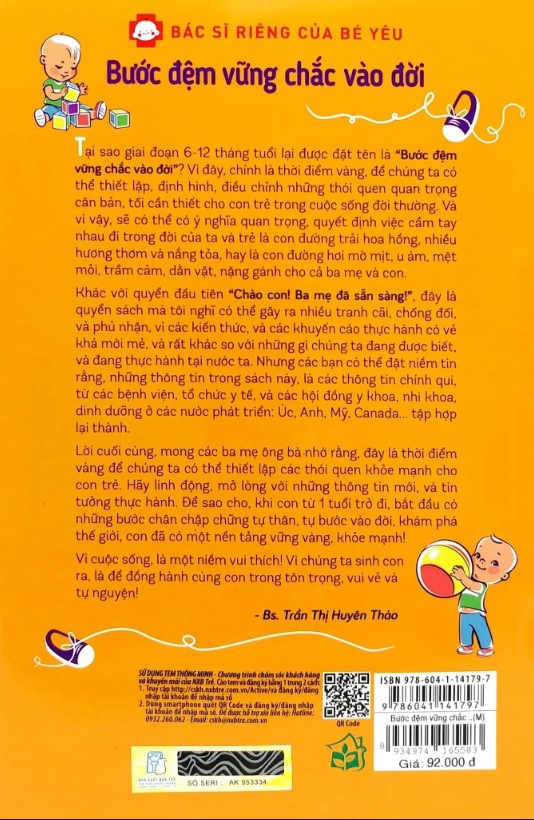 BÁC SĨ RIÊNG CỦA BÉ YÊU
Bước đệm vững chắc vào đời
Tại sao giai đoạn 6-12 tháng tuổi lại được đặt tên là “Bước đệm
vững chắc vào đời”? Vì đây, chính là thời điểm vàng, để chúng ta có
thể thiết lập, định hình, điều chỉnh những thói quen quan trọng
căn bản, tối cần thiết cho con trẻ trong cuộc sống đời thường. Và
vì vậy, sẽ có thể có ý nghĩa quan trọng, quyết định việc cầm tay
nhau đi trong đời của ta và trẻ là con đường trải hoa hồng, nhiều
hương thơm và nắng tỏa, hay là con đường hơi mờ mịt, u ám, mệt
mỏi, trầm cảm, dằn vặt, nặng gánh cho cả ba mẹ và con.
Khác với quyển đầu tiên “Chào con! Ba mẹ đã sẵn sàng!”, đây là
quyển sách mà tôi nghĩ có thể gây ra nhiều tranh cãi, chống đối,
và phủ nhận, vì các kiến thức, và các khuyến cáo thực hành có vẻ
khá mới mẻ, và rất khác so với những gì chúng ta đang được biết,
và đang thực hành tại nước ta. Nhưng các bạn có thể đặt niềm tin
rằng, những thông tin trong sách này, là các thông tin chính qui,
từ các bệnh viện, tổ chức y tế, và các hội đồng y khoa, nhi khoa,
dinh dưỡng ở các nước phát triển: Úc, Anh, Mỹ, Canada... tập hợp
lại thành.
Lời cuối cùng, mong các ba mẹ ông bà nhớ rằng, đây là thời điểm
vàng để chúng ta có thể thiết lập các thói quen khỏe mạnh cho
con trẻ. Hãy linh động, mở lòng với những thông tin mới, và tin
tưởng thực hành. Để sao cho, khi con từ 1 tuổi trở đi, bắt đầu có
những bước chân chập chững tự thân, tự bước vào đời, khám phá
thế giới, con đã có một nền tảng vững vàng, khỏe mạnh!
Vì cuộc sống, là một niềm vui thích! Vì chúng ta sinh con
ra, là để đồng hành cùng con trong tôn trọng, vui vẻ và
tự nguyện!
- Bs. Trần Thị Huyên Thảo
SỬ DỤNG TEM THÔNG MINH - Chương trình chăm sóc khách hàng
và khuyến mãi của NXB Trẻ. Cào tem và đăng ký bằng 1 trong 2 cách:
1. Truy cập http://cskh.nxbtre.com.vn/Active/và đăng ký/đăng
nhập tài khoản để nhập mã số
2. Dùng smartphone quét QR Code và đăng ký/đăng nhập
tài khoản để nhập mã số. Để được hỗ trợ xin liên hệ: Hotline:
0932.260.062 - Email: cskh@nxbtre.com.vn
QR Code
SỐ SERI : AK 953334
ISBN 978-604-1-14179-7
9 786041 141797
Bước đệm vững chắc ..(M)
8 934974 165583
Giá: 92.000 đ